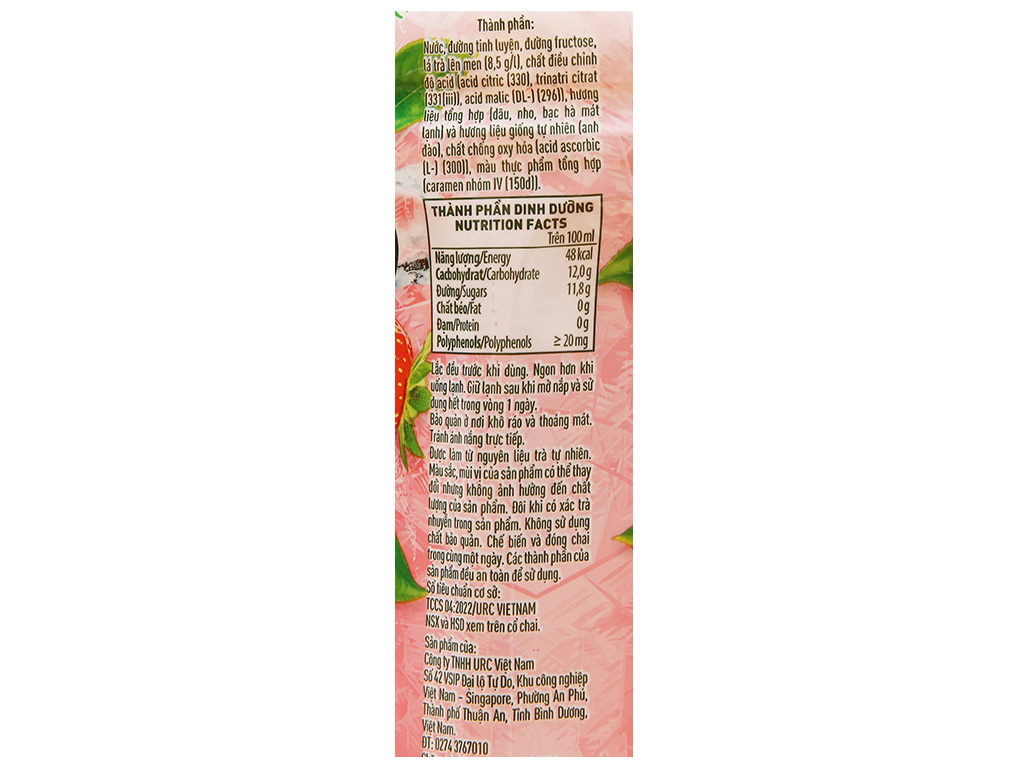 Thành phần:
Nước, đường tinh luyện, đường fructose,
lá trà lên men (8,5 g/l), chất điều chỉnh
độ acid (acid citric (330), trinatri citrat
(331(iii)), acid malic (DL-) (296)), hương
liệu tổng hợp (dâu, nho, bạc hà mát
lạnh) và hương liệu giống tự nhiên (anh
đào), chất chống oxy hóa (acid ascorbic
(L-) (300)), màu thực phẩm tổng hợp
(caramen nhóm IV (150d)).
THÀNH PHẦN DINH DƯỠNG
NUTRITION FACTS
Trên 100 ml
Năng lượng/Energy 48 kcal
Cacbohydrat/Carbohydrate 12,0 g
Đường/Sugars 11,8 g
Chất béo/Fat 0 g
Đạm/Protein 0 g
Polyphenols/Polyphenols ≥ 20 mg
Lắc đều trước khi dùng. Ngon hơn khi
uống lạnh. Giữ lạnh sau khi mở nắp và sử
dụng hết trong vòng 1 ngày.
Bảo quản ở nơi khô ráo và thoáng mát.
Tránh ánh nắng trực tiếp.
Được làm từ nguyên liệu trà tự nhiên.
Màu sắc, mùi vị của sản phẩm có thể thay
đổi nhưng không ảnh hưởng đến chất
lượng của sản phẩm. Đôi khi có xác trà
nhuyễn trong sản phẩm. Không sử dụng
chất bảo quản. Chế biến và đóng chai
trong cùng một ngày. Các thành phần của
sản phẩm đều an toàn để sử dụng.
Số tiêu chuẩn cơ sở:
TCCS 04:2022/URC VIETNAM
NSX và HSD xem trên cổ chai.
Sản phẩm của:
Công ty TNHH URC Việt Nam
Số 42 VSIP Đại lộ Tự Do, Khu công nghiệp
Việt Nam - Singapore, Phường An Phú,
Thành phố Thuận An, Tỉnh Bình Dương,
Việt Nam.
ĐT: 0274 3767010